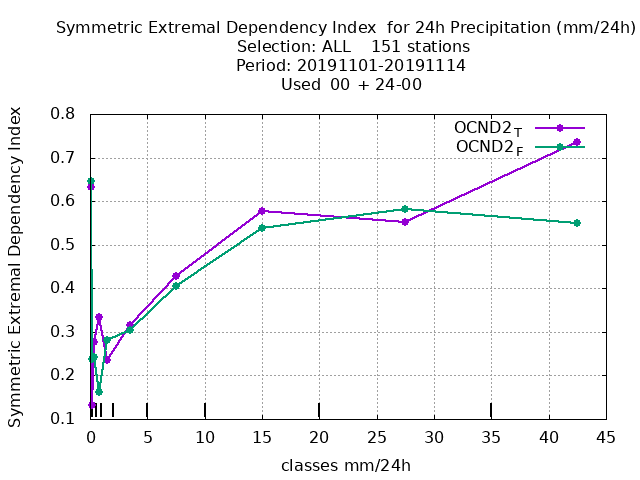 Symmetric Extremal Dependency Index  for 24h Precipitation (mm/24h)
Selection: ALL    151 stations
Period: 20191101-20191114
Used  00 + 24-00
Symmetric Extremal Dependency Index
0.8
0.7
0.6
0.5
0.4
0.3
0.2
0.1
OCND2T
OCND2F
0 5 10 15 20 25 30 35 40 45
classes mm/24h